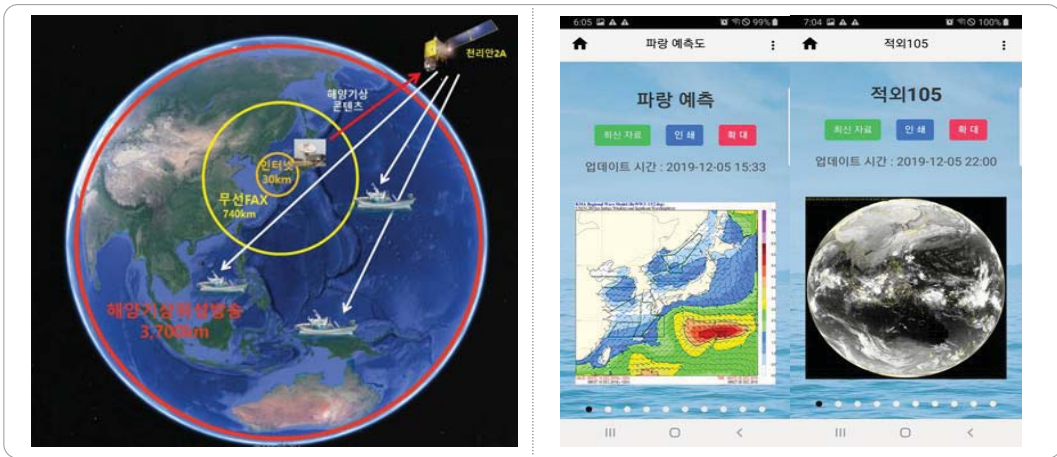 천리안2A
해양기상
콘텐츠
인터넷
30km
무선FAX
740km
해양기상위성방송
3,700km
6:05
99%
파랑 예측도
파랑 예측
최신 자료
인 쇄
확 대
업데이트 시간 : 2019-12-05 15:33
7:04
100%
적외105
적외105
최신 자료
인 쇄
확 대
업데이트 시간 : 2019-12-05 22:00